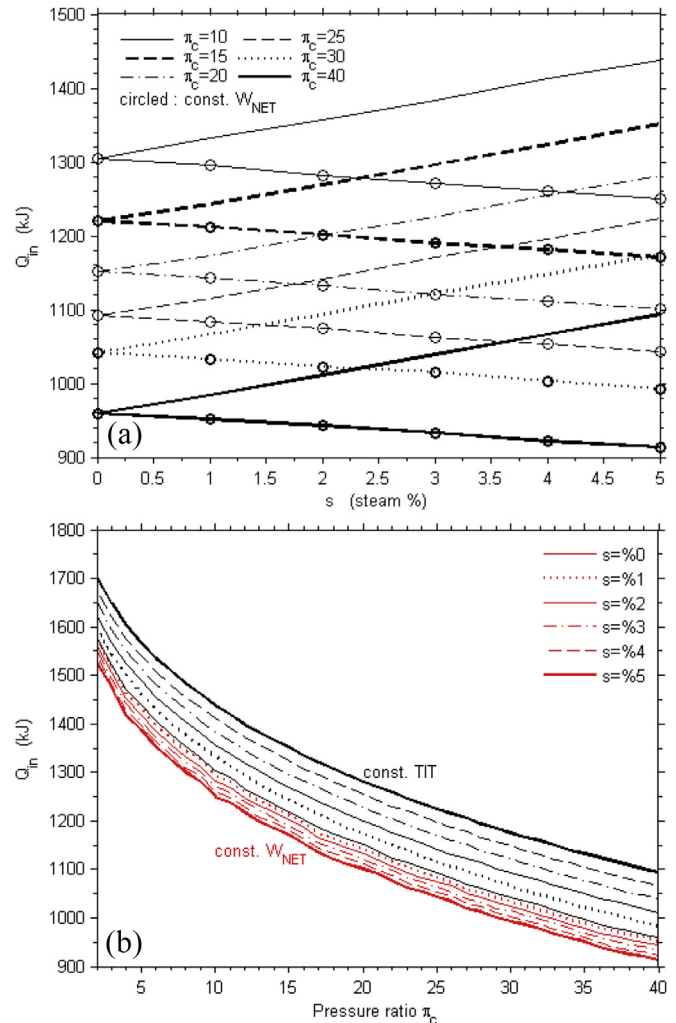 1500
1400
1300
1200
1100
1000
900
Q_in (kJ)
π_c=10
π_c=25
π_c=15
π_c=30
π_c=20
π_c=40
circled : const. W_NET
(a)
0 0.5 1 1.5 2 2.5 3 3.5 4 4.5 5
s (steam %)
1800
1700
1600
1500
1400
1300
1200
1100
1000
900
Q_in (kJ)
s=%0
s=%1
s=%2
s=%3
s=%4
s=%5
const. TIT
const. W_NET
(b)
5 10 15 20 25 30 35 40
Pressure ratio π_c